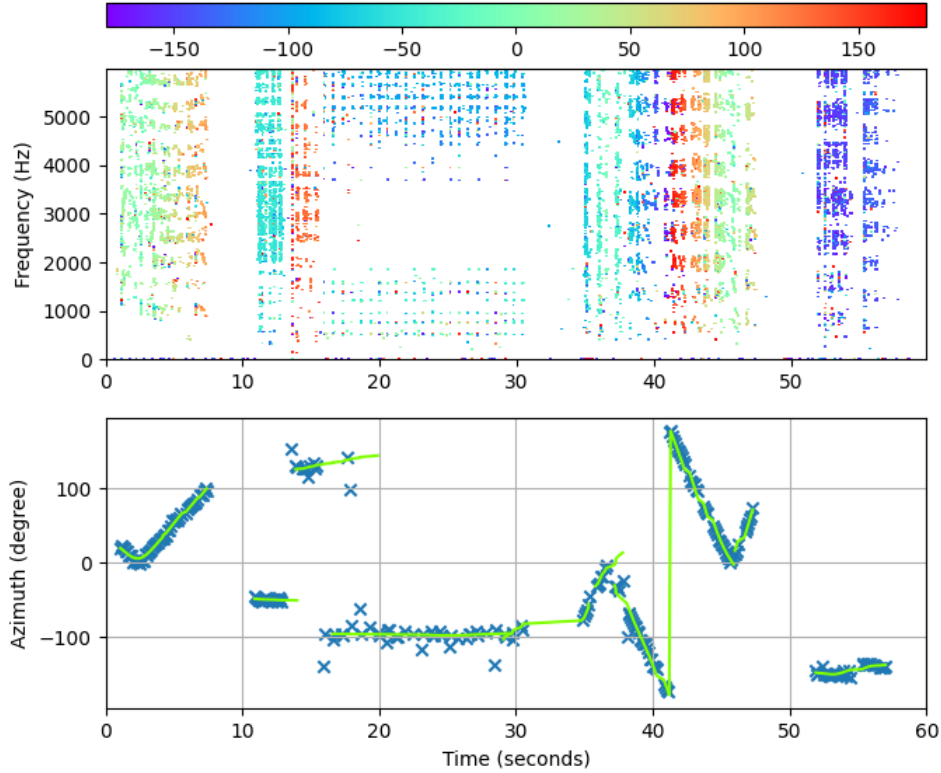 −150 −100 −50 0 50 100 150
Frequency (Hz)
5000
4000
3000
2000
1000
0
0 10 20 30 40 50
Azimuth (degree)
100
0
−100
0 10 20 30 40 50 60
Time (seconds)